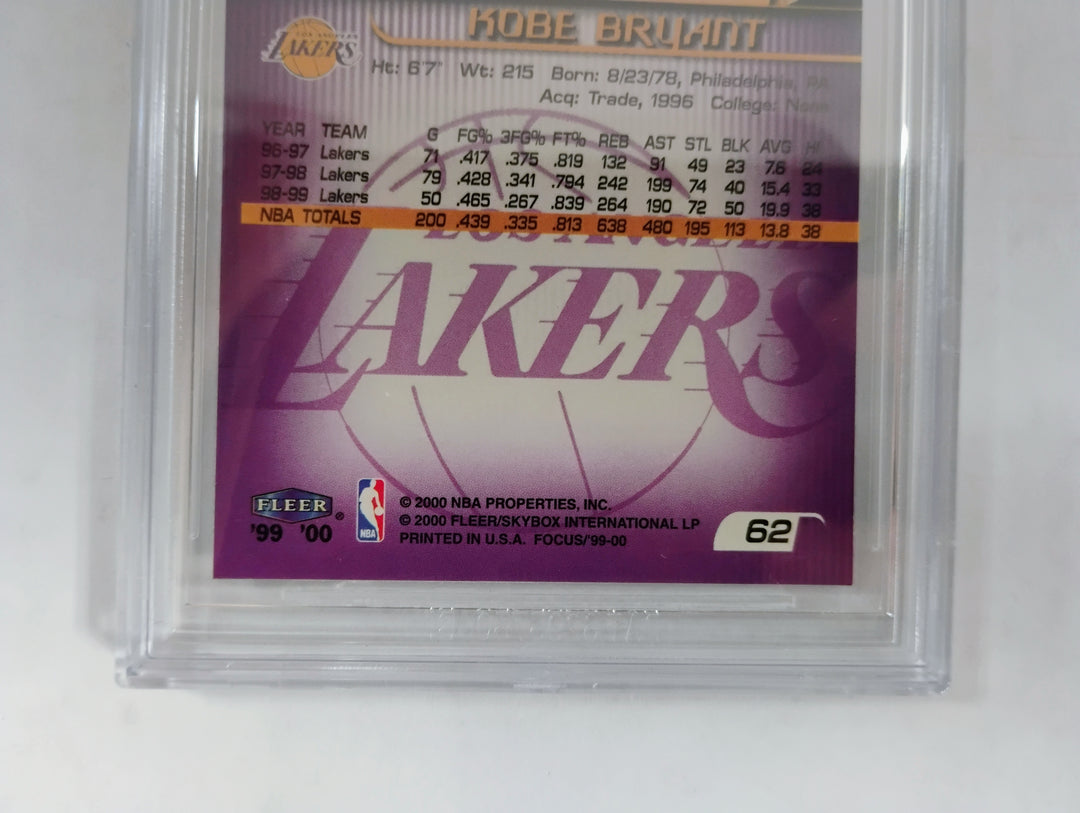 LOS ANGELES
LAKERS
KOBE BRYANT
Ht: 6'7" Wt: 215 Born: 8/23/78, Philadelphia, PA
Acq: Trade, 1996 College: None
YEAR TEAM G FG% 3FG% FT% REB AST STL BLK AVG HI
96-97 Lakers 71 .417 .375 .819 132 91 49 23 7.6 24
97-98 Lakers 79 .428 .341 .794 242 199 74 40 15.4 33
98-99 Lakers 50 .465 .267 .839 264 190 72 50 19.9 38
NBA TOTALS 200 .439 .335 .813 638 480 195 113 13.8 38
LOS ANGELES
LAKERS
FLEER®
'99 '00
NBA
© 2000 NBA PROPERTIES, INC.
© 2000 FLEER/SKYBOX INTERNATIONAL LP
PRINTED IN U.S.A. FOCUS/'99-00
62